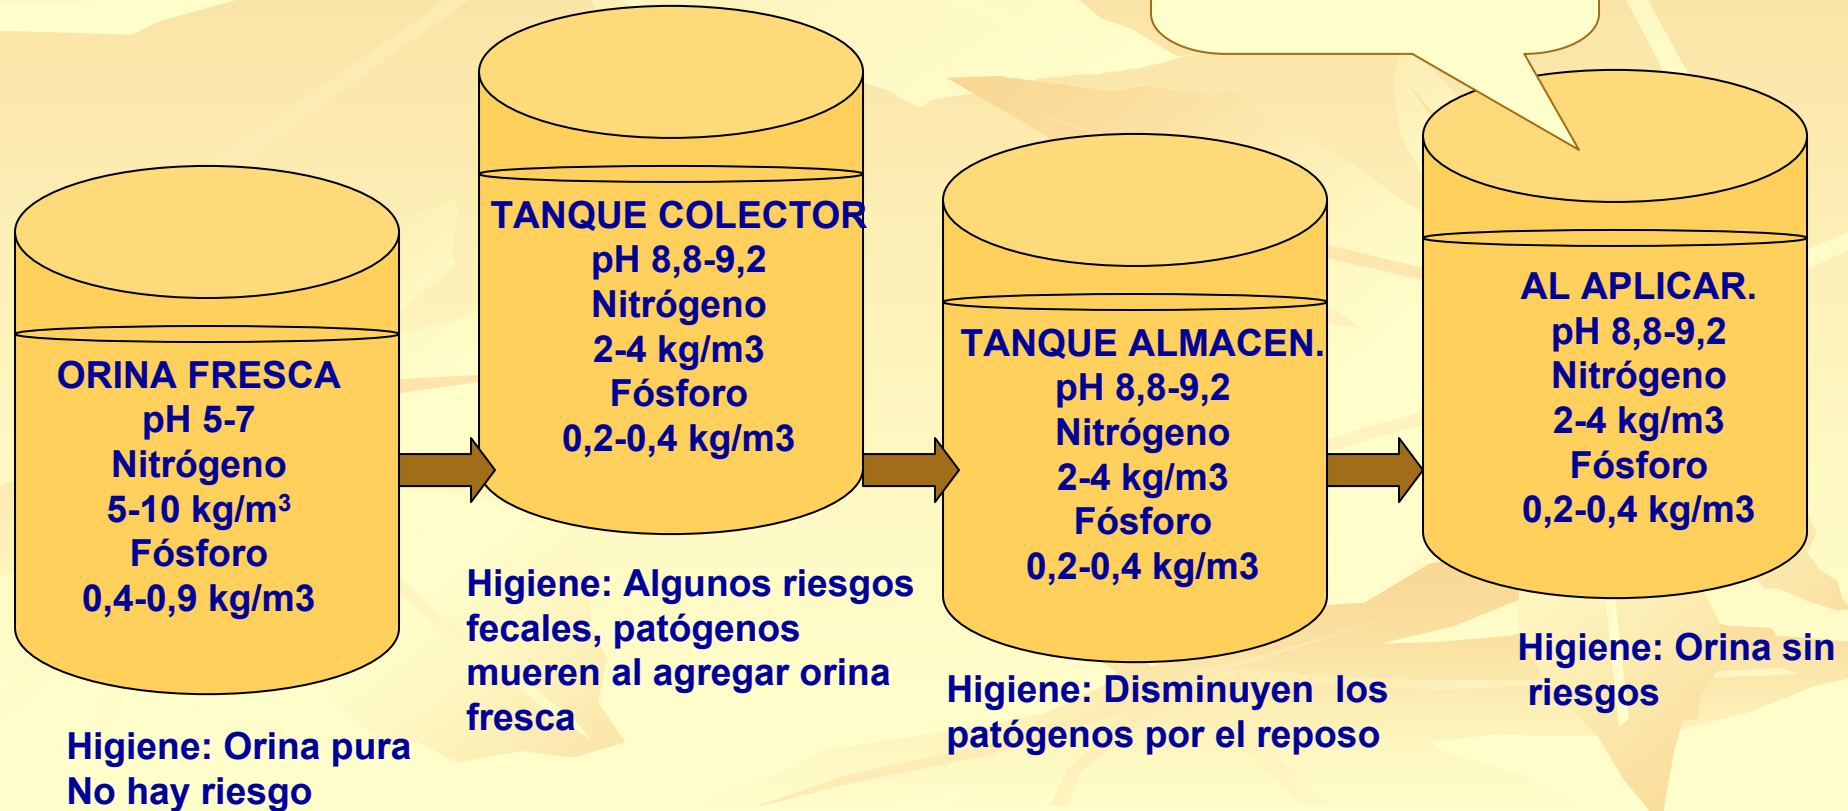 ORINA FRESCA
pH 5-7
Nitrógeno
5-10 kg/m³
Fósforo
0,4-0,9 kg/m3
Higiene: Orina pura
No hay riesgo
TANQUE COLECTOR
pH 8,8-9,2
Nitrógeno
2-4 kg/m3
Fósforo
0,2-0,4 kg/m3
Higiene: Algunos riesgos
fecales, patógenos
mueren al agregar orina
fresca
TANQUE ALMACEN.
pH 8,8-9,2
Nitrógeno
2-4 kg/m3
Fósforo
0,2-0,4 kg/m3
Higiene: Disminuyen los
patógenos por el reposo
AL APLICAR.
pH 8,8-9,2
Nitrógeno
2-4 kg/m3
Fósforo
0,2-0,4 kg/m3
Higiene: Orina sin
riesgos